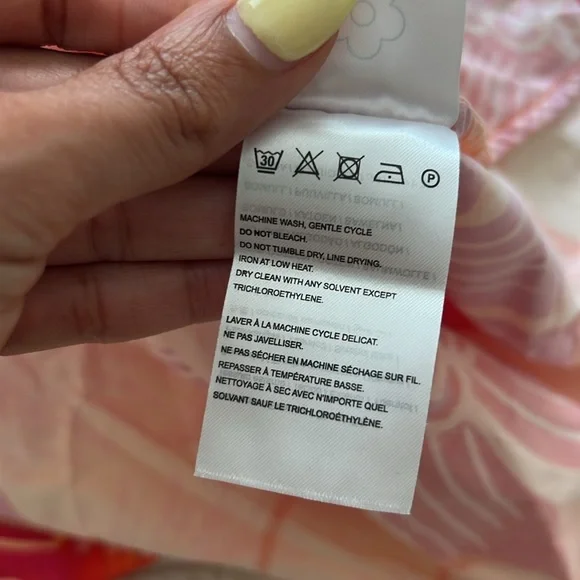 30
P
MACHINE WASH, GENTLE CYCLE
DO NOT BLEACH.
DO NOT TUMBLE DRY, LINE DRYING.
IRON AT LOW HEAT.
DRY CLEAN WITH ANY SOLVENT EXCEPT
TRICHLOROETHYLENE.
LAVER À LA MACHINE CYCLE DELICAT.
NE PAS JAVELLISER.
NE PAS SÉCHER EN MACHINE SÉCHAGE SUR FIL.
REPASSER À TEMPÉRATURE BASSE.
NETTOYAGE À SEC AVEC N'IMPORTE QUEL
SOLVANT SAUF LE TRICHLOROÉTHYLÈNE.